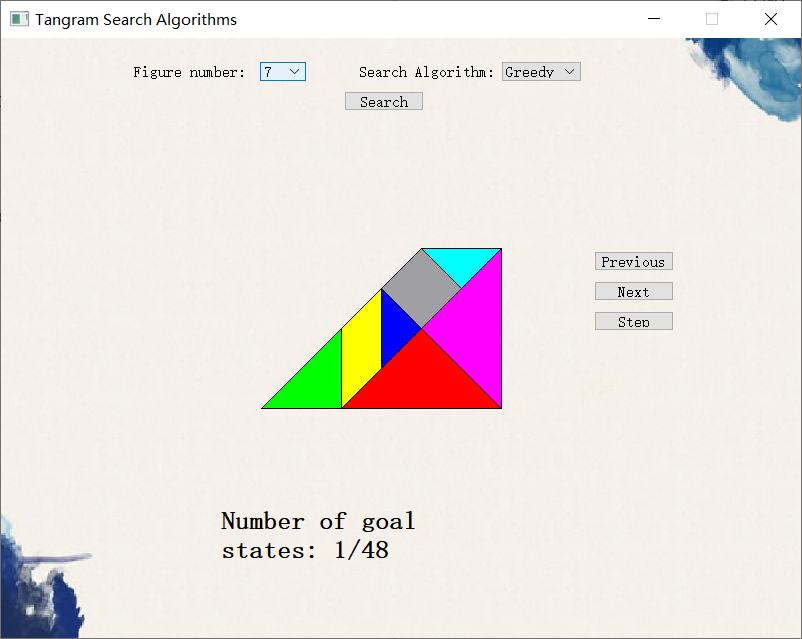 Tangram Search Algorithms
Figure number: 7 Search Algorithm: Greedy
Search
Previous
Next
Step
Number of goal
states: 1/48